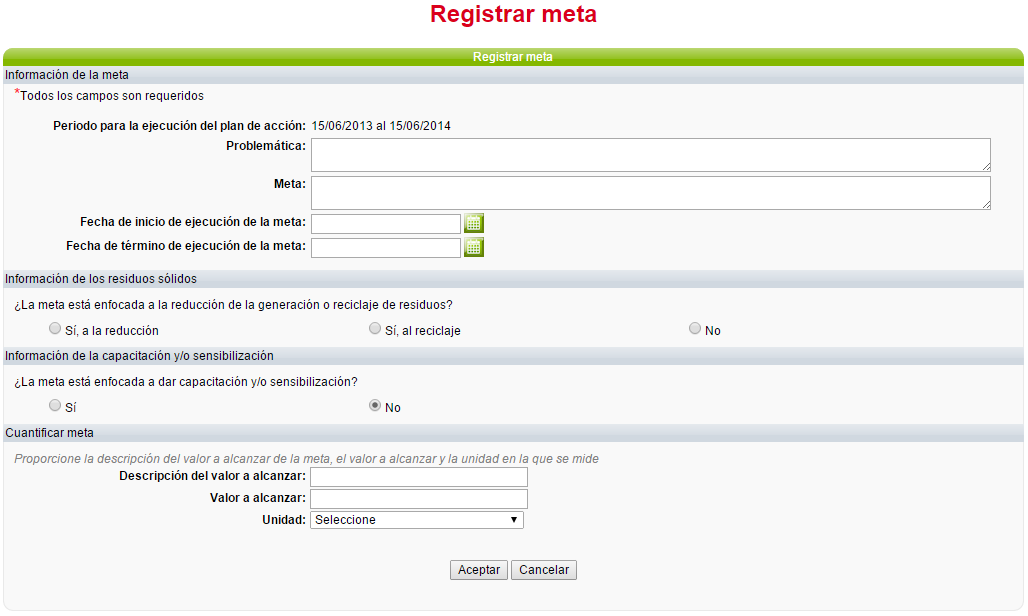 Registrar meta
Registrar meta
Información de la meta
*Todos los campos son requeridos
Periodo para la ejecución del plan de acción: 15/06/2013 al 15/06/2014
Problemática:
Meta:
Fecha de inicio de ejecución de la meta:
Fecha de término de ejecución de la meta:
Información de los residuos sólidos
¿La meta está enfocada a la reducción de la generación o reciclaje de residuos?
Sí, a la reducción Sí, al reciclaje No
Información de la capacitación y/o sensibilización
¿La meta está enfocada a dar capacitación y/o sensibilización?
Sí No
Cuantificar meta
Proporcione la descripción del valor a alcanzar de la meta, el valor a alcanzar y la unidad en la que se mide
Descripción del valor a alcanzar:
Valor a alcanzar:
Unidad: Seleccione
Aceptar Cancelar